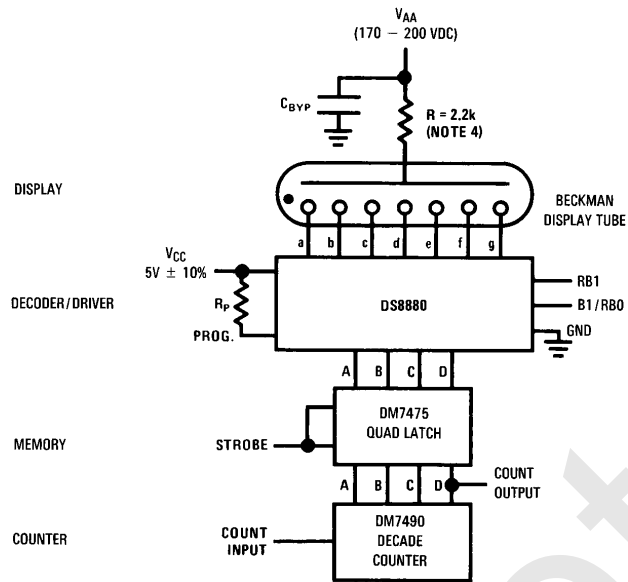 VAA
(170 – 200 VDC)
CBYP
R = 2.2k
(NOTE 4)
DISPLAY
BECKMAN
DISPLAY TUBE
a b c d e f g
VCC
5V ± 10%
RP
PROG.
DECODER/DRIVER
DS8880
RB1
B1/RB0
GND
A B C D
DM7475
QUAD LATCH
MEMORY
STROBE
A B C D
COUNT
OUTPUT
DM7490
DECADE
COUNTER
COUNTER
COUNT
INPUT